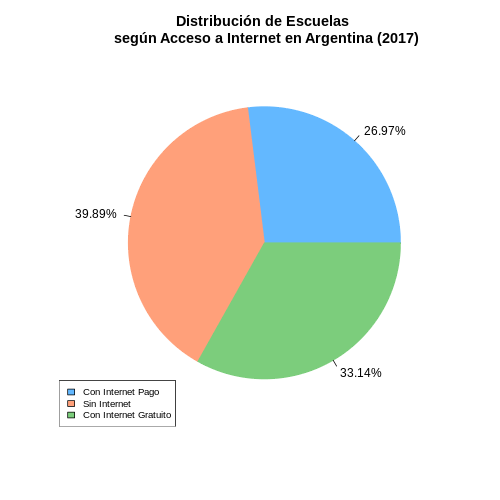 Distribución de Escuelas
según Acceso a Internet en Argentina (2017)
26.97%
39.89%
33.14%
Con Internet Pago
Sin Internet
Con Internet Gratuito